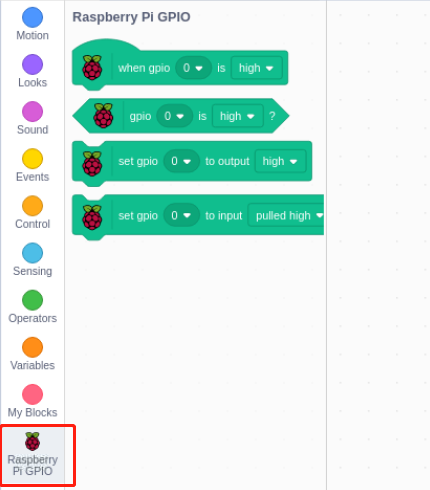 Motion
Looks
Sound
Events
Control
Sensing
Operators
Variables
My Blocks
Raspberry
Pi GPIO
Raspberry Pi GPIO
when gpio 0 is high
gpio 0 is high ?
set gpio 0 to output high
set gpio 0 to input pulled high